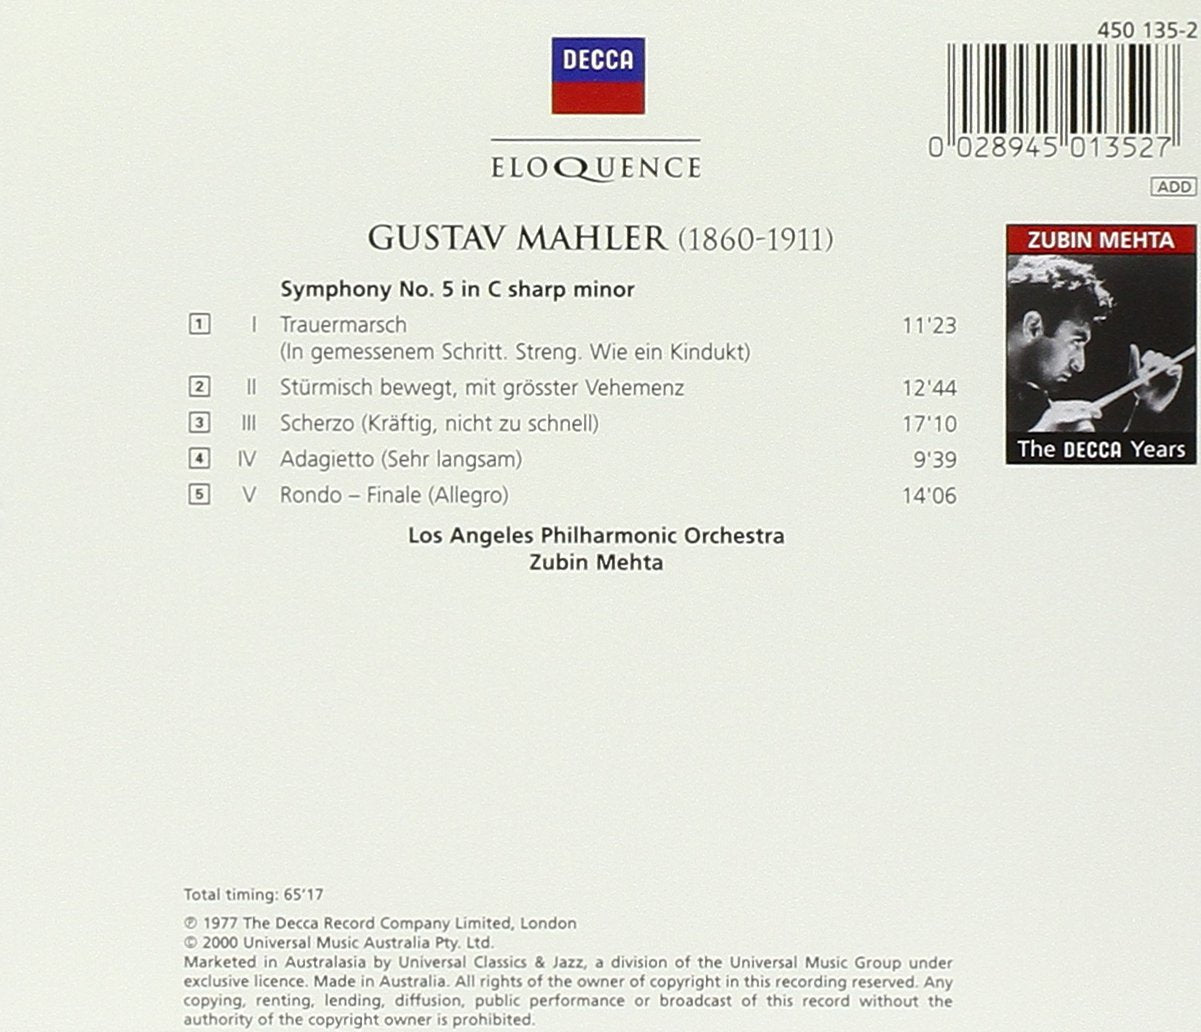 450 135-2
DECCA
ELOQUENCE
0 028945 013527
ADD
GUSTAV MAHLER (1860-1911)
ZUBIN MEHTA
The DECCA Years
Symphony No. 5 in C sharp minor
1 I Trauermarsch 11'23
(In gemessenem Schritt. Streng. Wie ein Kindukt)
2 II Stürmisch bewegt, mit grösster Vehemenz 12'44
3 III Scherzo (Kräftig, nicht zu schnell) 17'10
4 IV Adagietto (Sehr langsam) 9'39
5 V Rondo – Finale (Allegro) 14'06
Los Angeles Philharmonic Orchestra
Zubin Mehta
Total timing: 65'17
℗ 1977 The Decca Record Company Limited, London
© 2000 Universal Music Australia Pty. Ltd.
Marketed in Australasia by Universal Classics & Jazz, a division of the Universal Music Group under
exclusive licence. Made in Australia. All rights of the owner of copyright in this recording reserved. Any
copying, renting, lending, diffusion, public performance or broadcast of this record without the
authority of the copyright owner is prohibited.